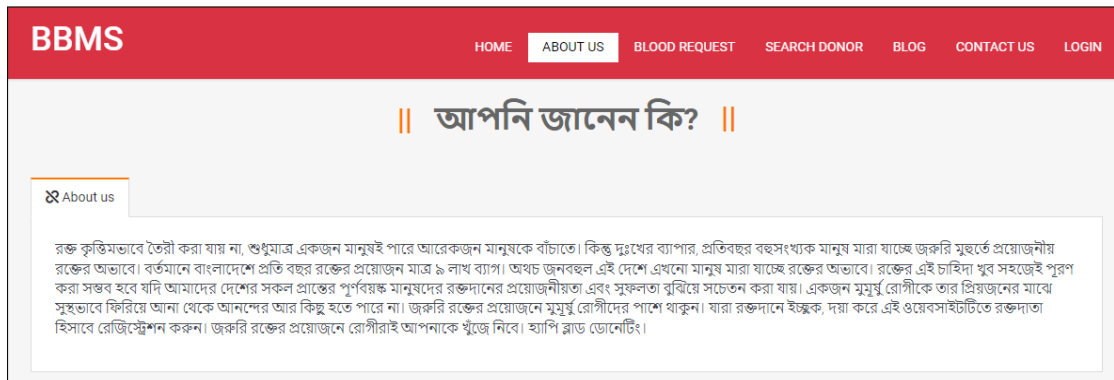 BBMS
HOME ABOUT US BLOOD REQUEST SEARCH DONOR BLOG CONTACT US LOGIN
|| আপনি জানেন কি? ||
About us
রক্ত কৃত্তিমভাবে তৈরী করা যায় না, শুধুমাত্র একজন মানুষই পারে আরেকজন মানুষকে বাঁচাতে। কিন্তু দুঃখের ব্যাপার, প্রতিবছর বহুসংখ্যক মানুষ মারা যাচ্ছে জরুরি মুহুর্তে প্রয়োজনীয়
রক্তের অভাবে। বর্তমানে বাংলাদেশে প্রতি বছর রক্তের প্রয়োজন মাত্র ৯ লাখ ব্যাগ। অথচ জনবহুল এই দেশে এখনো মানুষ মারা যাচ্ছে রক্তের অভাবে। রক্তের এই চাহিদা খুব সহজেই পূরণ
করা সম্ভব হবে যদি আমাদের দেশের সকল প্রান্তের পূর্ণবয়স্ক মানুষদের রক্তদানের প্রয়োজনীয়তা এবং সুফলতা বুঝিয়ে সচেতন করা যায়। একজন মুমূর্ষু রোগীকে তার প্রিয়জনের মাঝে
সুস্থভাবে ফিরিয়ে আনা থেকে আনন্দের আর কিছু হতে পারে না। জরুরি রক্তের প্রয়োজনে মুমূর্ষু রোগীদের পাশে থাকুন। যারা রক্তদানে ইচ্ছুক, দয়া করে এই ওয়েবসাইটটিতে রক্তদাতা
হিসাবে রেজিস্ট্রেশন করুন। জরুরি রক্তের প্রয়োজনে রোগীরাই আপনাকে খুঁজে নিবে। হ্যাপি ব্লাড ডোনেটিং।